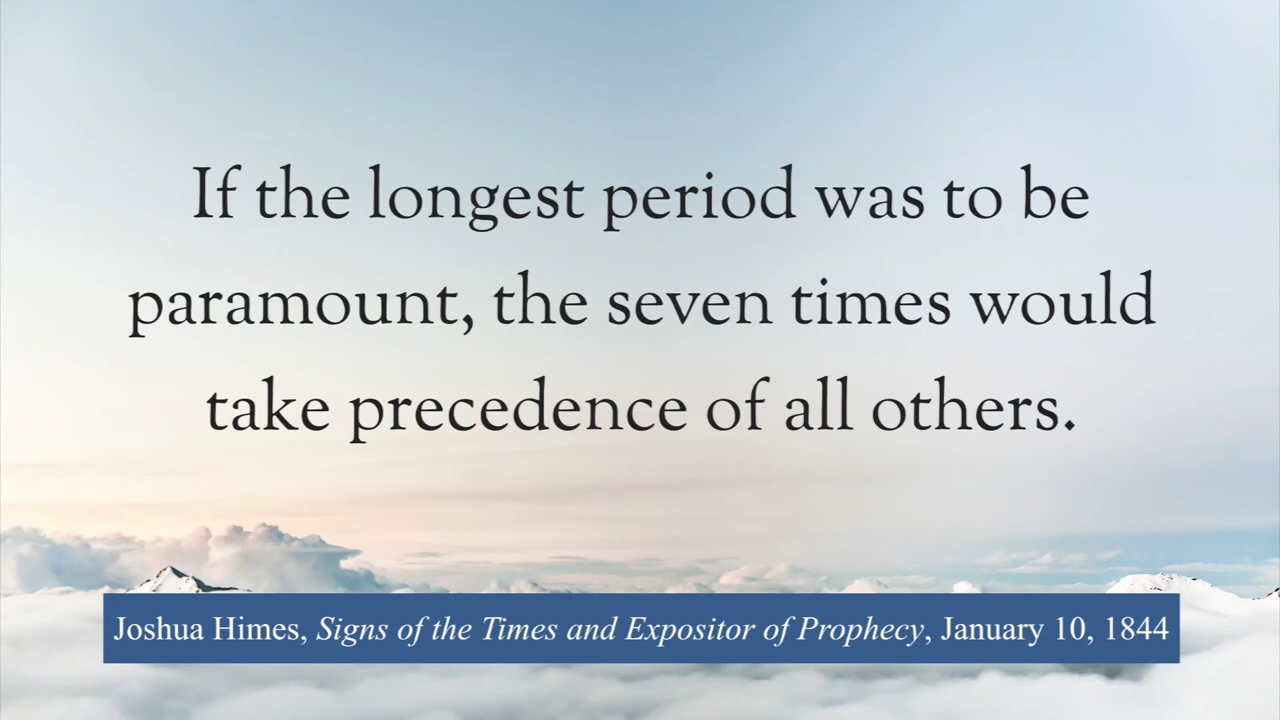 If the longest period was to be
paramount, the seven times would
take precedence of all others.
Joshua Himes, Signs of the Times and Expositor of Prophecy, January 10, 1844